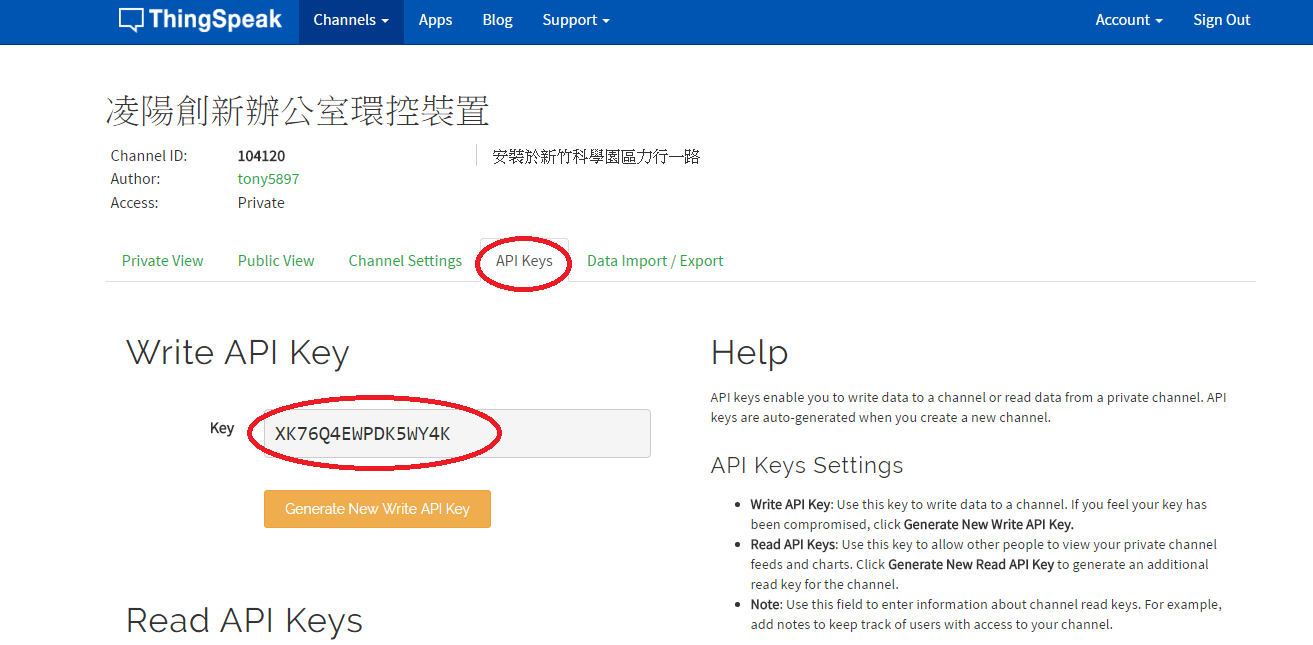 ThingSpeak Channels Apps Blog Support Account Sign Out
凌陽創新辦公室環控裝置
Channel ID: 104120
Author: tony5897
Access: Private
安裝於新竹科學園區力行一路
Private View Public View Channel Settings API Keys Data Import / Export
Write API Key
Key XK76Q4EWPDK5WY4K
Generate New Write API Key
Read API Keys
Help
API keys enable you to write data to a channel or read data from a private channel. API
keys are auto-generated when you create a new channel.
API Keys Settings
Write API Key: Use this key to write data to a channel. If you feel your key has
been compromised, click Generate New Write API Key.
Read API Keys: Use this key to allow other people to view your private channel
feeds and charts. Click Generate New Read API Key to generate an additional
read key for the channel.
Note: Use this field to enter information about channel read keys. For example,
add notes to keep track of users with access to your channel.